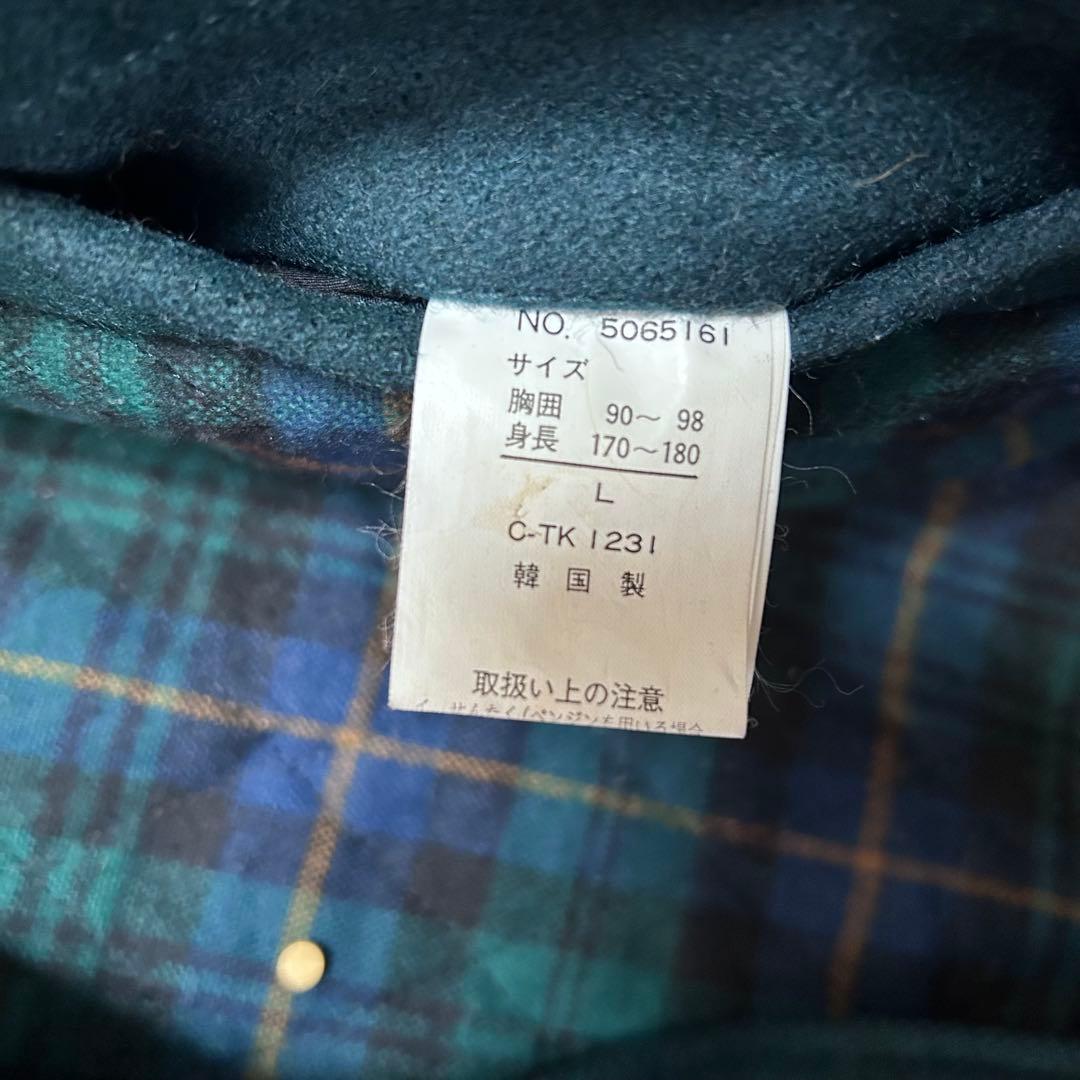 NO. 5065161
サイズ
胸囲 90～ 98
身長 170～180
L
C-TK 1231
韓国製
取扱い上の注意